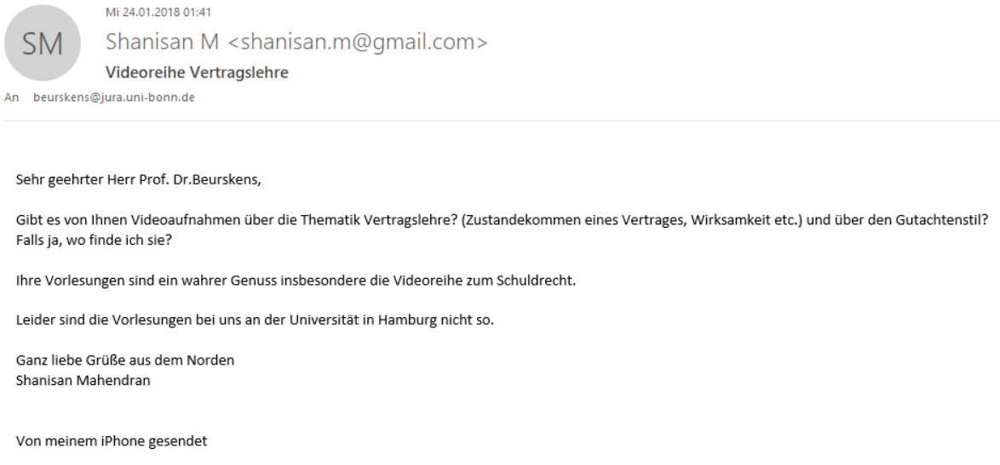 SM
Mi 24.01.2018 01:41
Shanisan M <shanisan.m@gmail.com>
Videoreihe Vertragslehre
An beurskens@jura.uni-bonn.de
Sehr geehrter Herr Prof. Dr.Beurskens,
Gibt es von Ihnen Videoaufnahmen über die Thematik Vertragslehre? (Zustandekommen eines Vertrages, Wirksamkeit etc.) und über den Gutachtenstil?
Falls ja, wo finde ich sie?
Ihre Vorlesungen sind ein wahrer Genuss insbesondere die Videoreihe zum Schuldrecht.
Leider sind die Vorlesungen bei uns an der Universität in Hamburg nicht so.
Ganz liebe Grüße aus dem Norden
Shanisan Mahendran
Von meinem iPhone gesendet